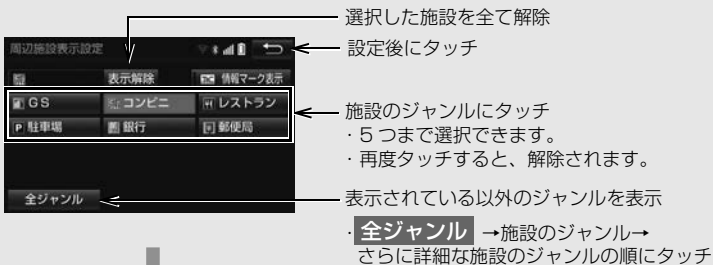 選択した施設を全て解除
周辺施設表示設定
設定後にタッチ
表示解除
情報マーク表示
GS
コンビニ
レストラン
P 駐車場
銀行
郵便局
施設のジャンルにタッチ
・5つまで選択できます。
・再度タッチすると、解除されます。
全ジャンル
表示されている以外のジャンルを表示
・全ジャンル →施設のジャンル→
さらに詳細な施設のジャンルの順にタッチ